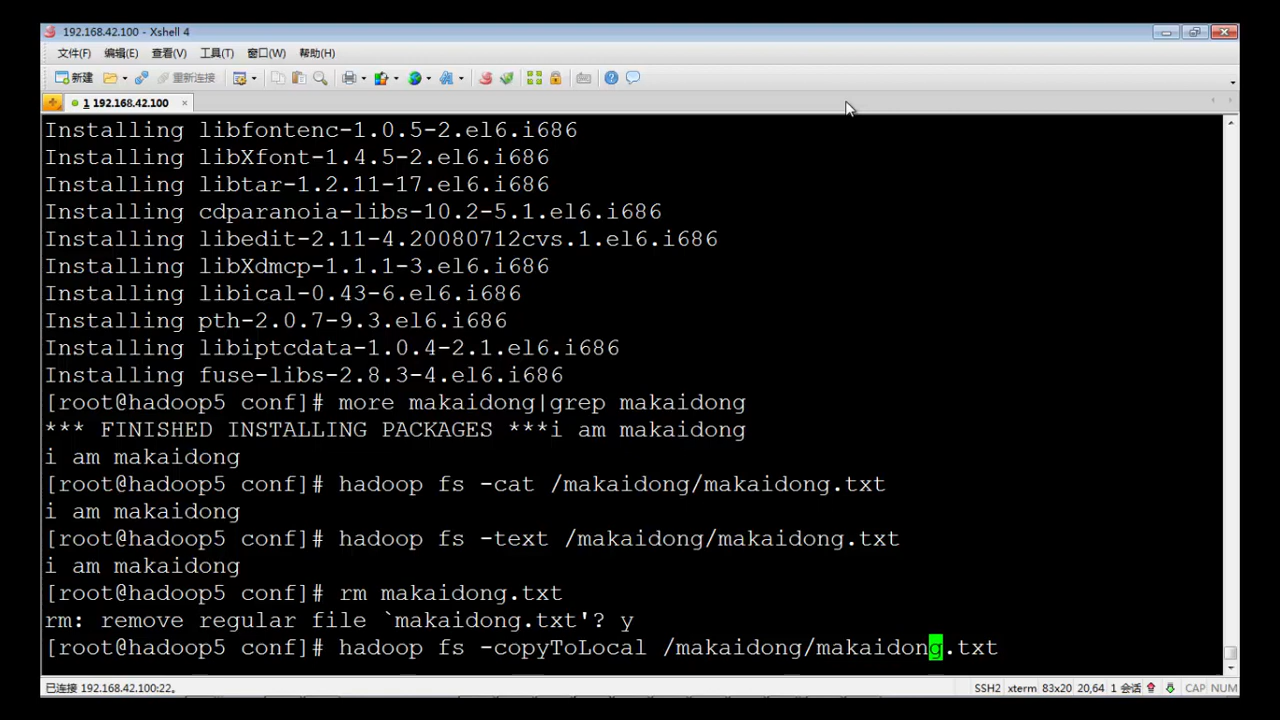 192.168.42.100 - Xshell 4
文件(F) 编辑(E) 查看(V) 工具(T) 窗口(W) 帮助(H)
新建 重新连接
1 192.168.42.100
Installing libfontenc-1.0.5-2.el6.i686
Installing libXfont-1.4.5-2.el6.i686
Installing libtar-1.2.11-17.el6.i686
Installing cdparanoia-libs-10.2-5.1.el6.i686
Installing libedit-2.11-4.20080712cvs.1.el6.i686
Installing libXdmcp-1.1.1-3.el6.i686
Installing libical-0.43-6.el6.i686
Installing pth-2.0.7-9.3.el6.i686
Installing libiptcdata-1.0.4-2.1.el6.i686
Installing fuse-libs-2.8.3-4.el6.i686
[root@hadoop5 conf]# more makaidong|grep makaidong
*** FINISHED INSTALLING PACKAGES ***i am makaidong
i am makaidong
[root@hadoop5 conf]# hadoop fs -cat /makaidong/makaidong.txt
i am makaidong
[root@hadoop5 conf]# hadoop fs -text /makaidong/makaidong.txt
i am makaidong
[root@hadoop5 conf]# rm makaidong.txt
rm: remove regular file `makaidong.txt'? y
[root@hadoop5 conf]# hadoop fs -copyToLocal /makaidong/makaidong.txt
已连接 192.168.42.100:22。 SSH2 xterm 83x20 20,64 1 会话 CAP NUM